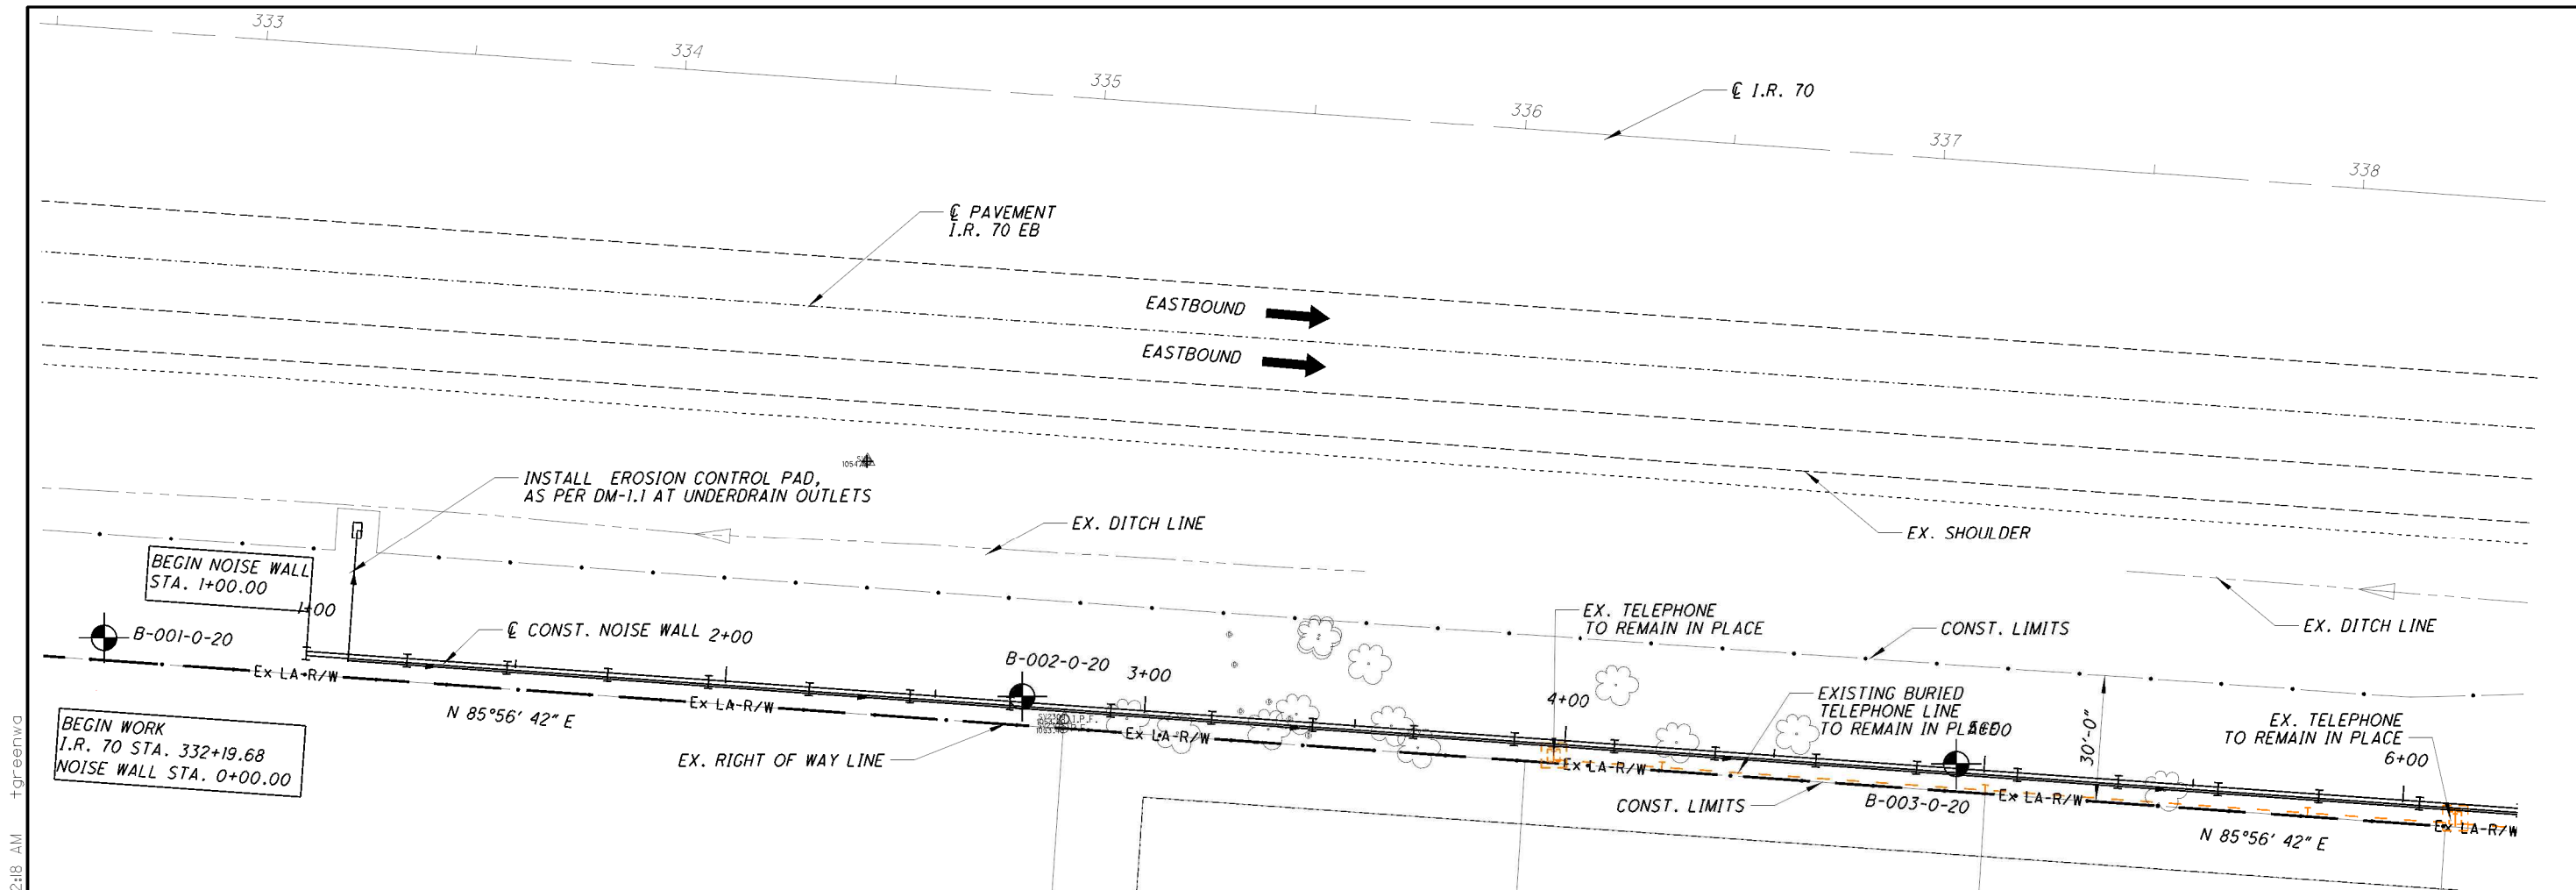 333
334
335
336
337
338
℄ I.R. 70
℄ PAVEMENT
I.R. 70 EB
EASTBOUND
EASTBOUND
INSTALL EROSION CONTROL PAD,
AS PER DM-1.1 AT UNDERDRAIN OUTLETS
EX. DITCH LINE
EX. SHOULDER
BEGIN NOISE WALL
STA. 1+00.00
1+00
B-001-0-20
℄ CONST. NOISE WALL
2+00
B-002-0-20
3+00
EX. TELEPHONE
TO REMAIN IN PLACE
CONST. LIMITS
EX. DITCH LINE
Ex LA-R/W
Ex LA-R/W
Ex LA-R/W
Ex LA-R/W
Ex LA-R/W
Ex LA-R/W
N 85°56' 42" E
4+00
EXISTING BURIED
TELEPHONE LINE
TO REMAIN IN PLACE
5+00
30'-0"
EX. TELEPHONE
TO REMAIN IN PLACE
6+00
BEGIN WORK
I.R. 70 STA. 332+19.68
NOISE WALL STA. 0+00.00
EX. RIGHT OF WAY LINE
I.P.F.
CONST. LIMITS
B-003-0-20
N 85°56' 42" E
2:18 AM tgreenwa